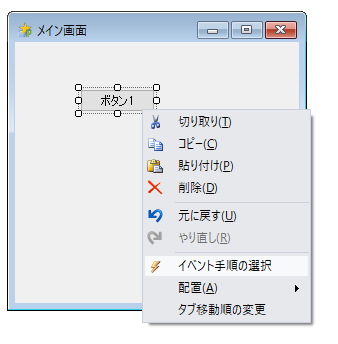 メイン画面
ボタン1
切り取り(T)
コピー(C)
貼り付け(P)
削除(D)
元に戻す(U)
やり直し(R)
イベント手順の選択
配置(A)
タブ移動順の変更